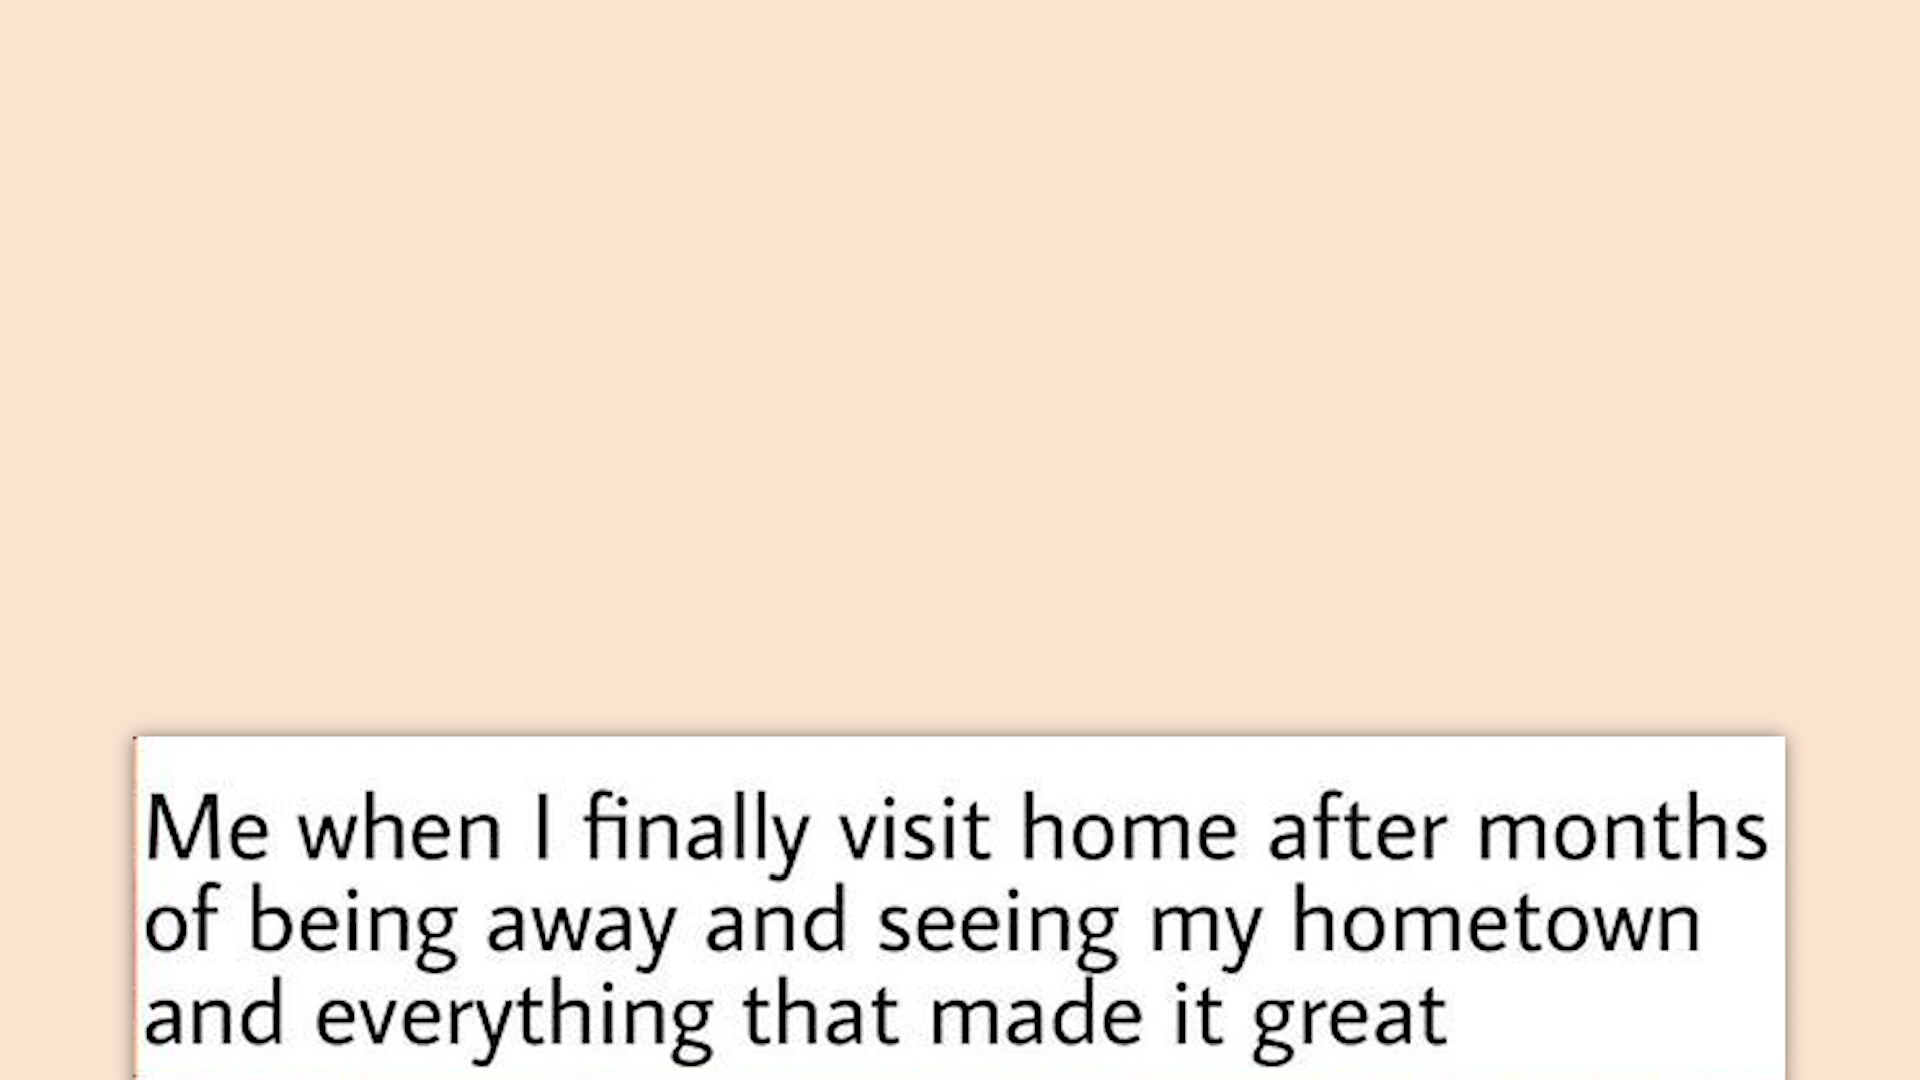 Me when I finally visit home after months
of being away and seeing my hometown
and everything that made it great